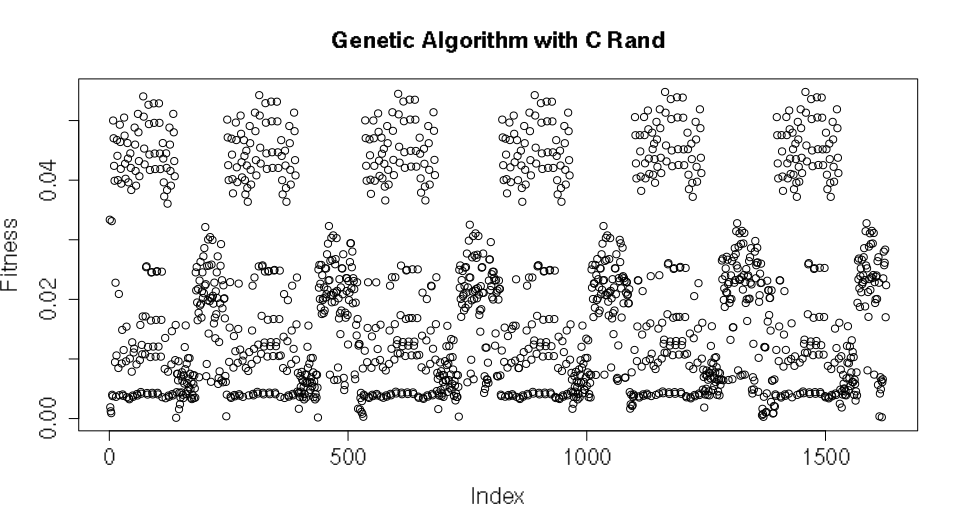 Genetic Algorithm with C Rand
Fitness
0.04
0.02
0.00
0 500 1000 1500
Index